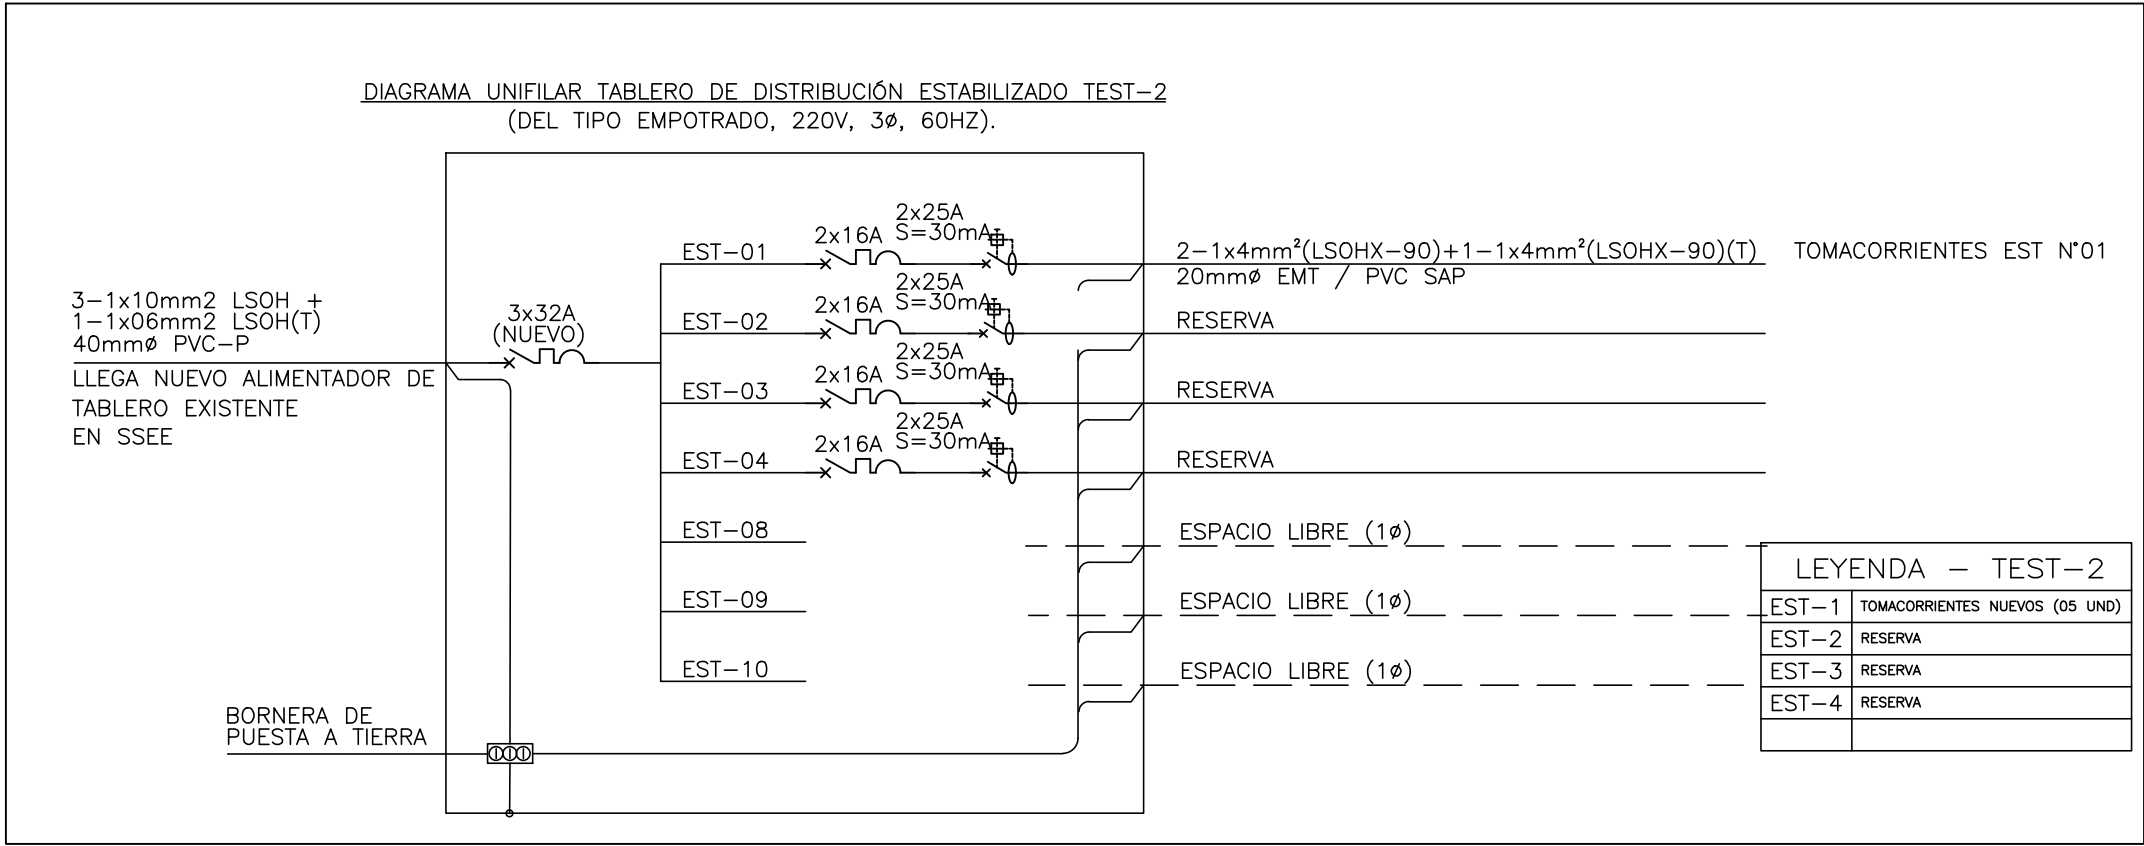 DIAGRAMA UNIFILAR TABLERO DE DISTRIBUCIÓN ESTABILIZADO TEST-2
(DEL TIPO EMPOTRADO, 220V, 3ø, 60HZ).
3-1x10mm2 LSOH +
1-1x06mm2 LSOH(T)
40mmø PVC-P
LLEGA NUEVO ALIMENTADOR DE
TABLERO EXISTENTE
EN SSEE
3x32A
(NUEVO)
EST-01
2x16A
2x25A
S=30mA
2-1x4mm²(LSOHX-90)+1-1x4mm²(LSOHX-90)(T)
20mmø EMT / PVC SAP
TOMACORRIENTES EST N°01
EST-02
2x16A
2x25A
S=30mA
RESERVA
EST-03
2x16A
2x25A
S=30mA
RESERVA
EST-04
2x16A
2x25A
S=30mA
RESERVA
EST-08
ESPACIO LIBRE (1ø)
EST-09
ESPACIO LIBRE (1ø)
EST-10
ESPACIO LIBRE (1ø)
BORNERA DE
PUESTA A TIERRA
LEYENDA - TEST-2
EST-1 TOMACORRIENTES NUEVOS (05 UND)
EST-2 RESERVA
EST-3 RESERVA
EST-4 RESERVA